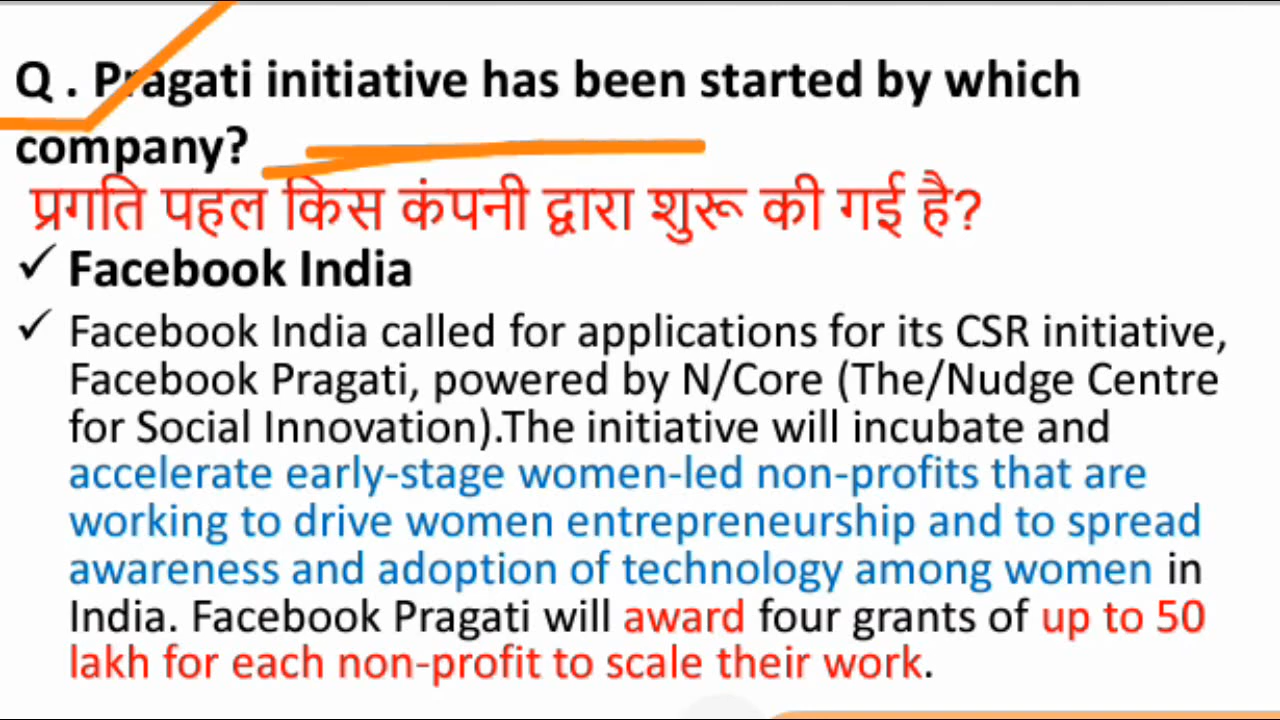 Q . Pragati initiative has been started by which
company?
प्रगति पहल किस कंपनी द्वारा शुरू की गई है?
✓ Facebook India
✓ Facebook India called for applications for its CSR initiative,
Facebook Pragati, powered by N/Core (The/Nudge Centre
for Social Innovation).The initiative will incubate and
accelerate early-stage women-led non-profits that are
working to drive women entrepreneurship and to spread
awareness and adoption of technology among women in
India. Facebook Pragati will award four grants of up to 50
lakh for each non-profit to scale their work.